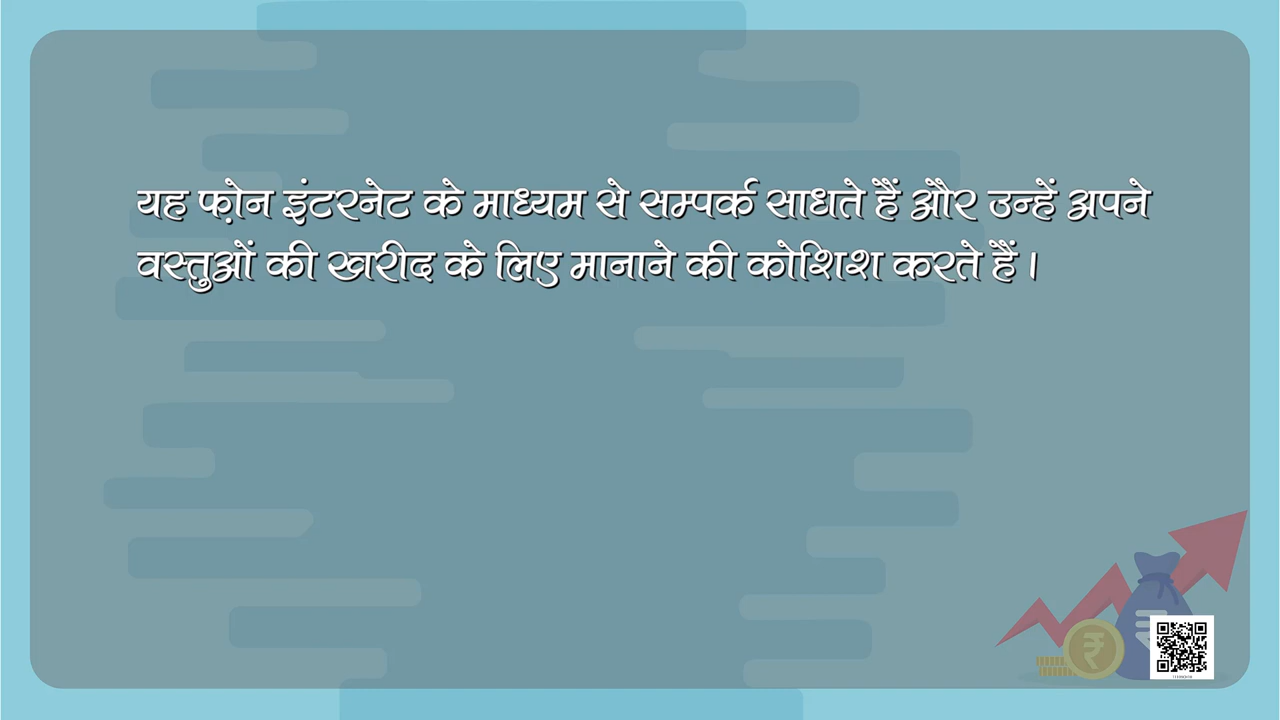 यह फ़ोन इंटरनेट के माध्यम से सम्पर्क साधते हैं और उन्हें अपने
वस्तुओं की खरीद के लिए मानाने की कोशिश करते हैं।